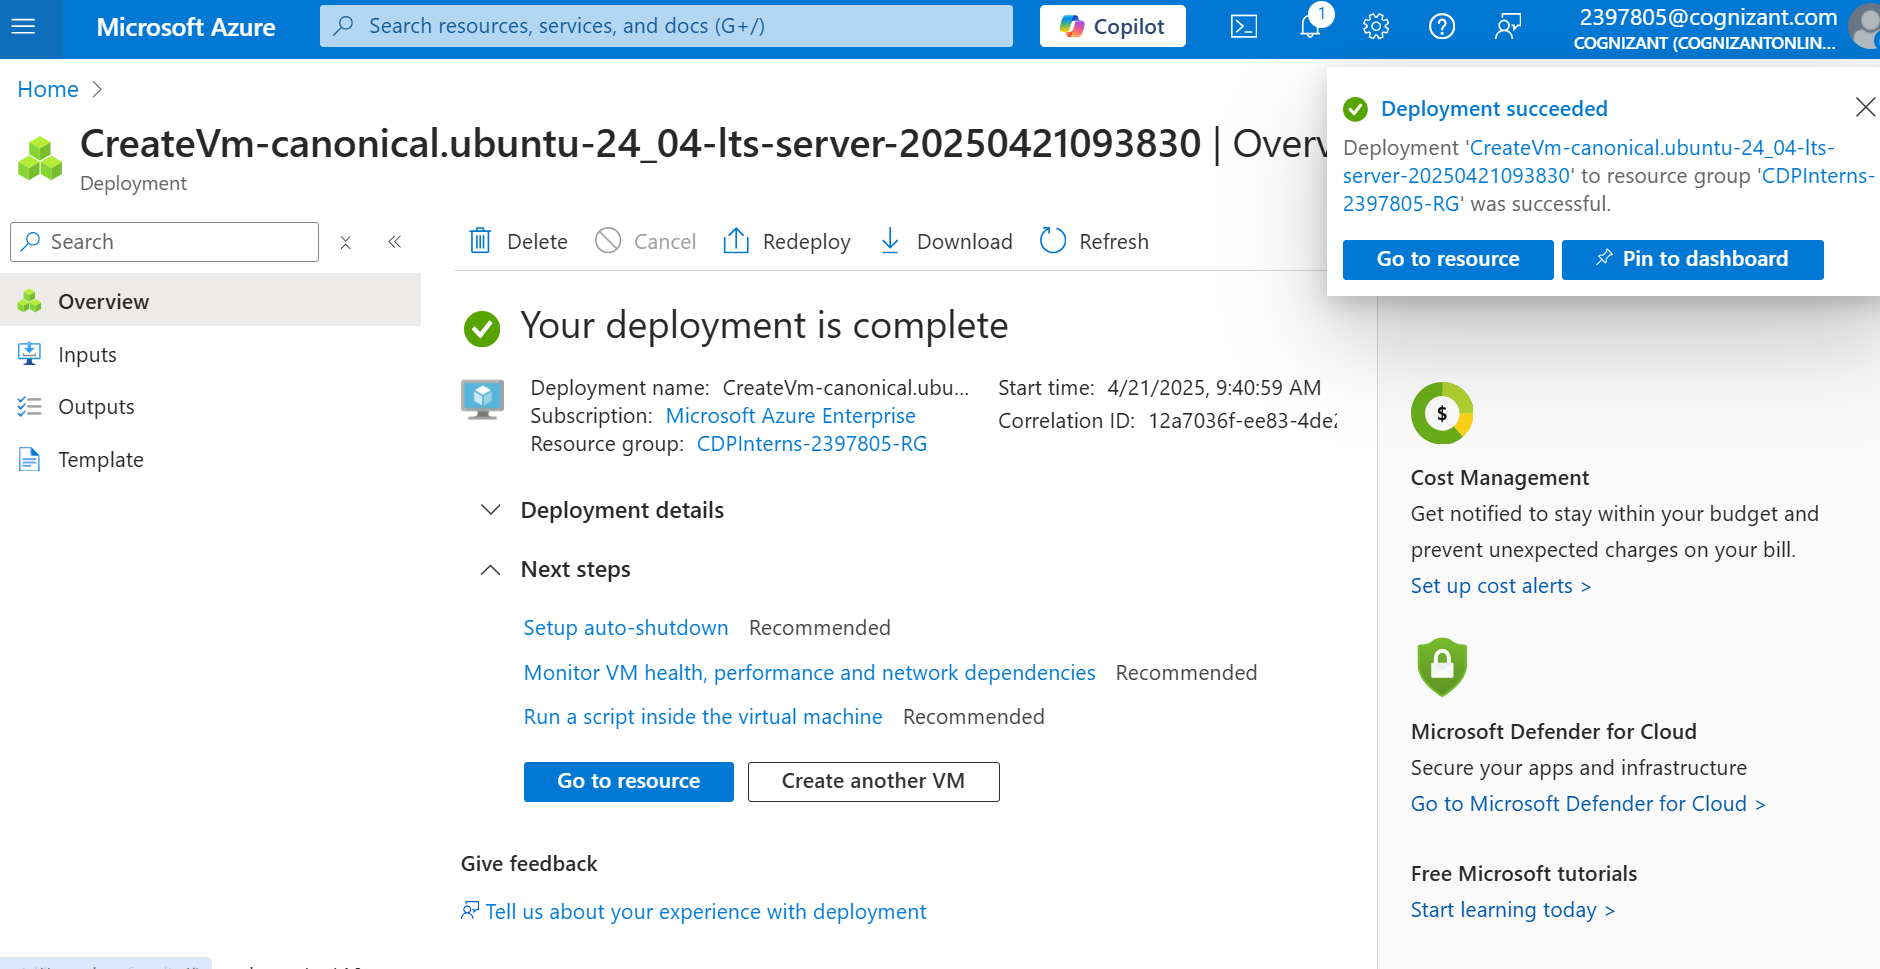 Microsoft Azure
Search resources, services, and docs (G+/)
Copilot
1
2397805@cognizant.com
COGNIZANT (COGNIZANTONLIN...
Home
CreateVm-canonical.ubuntu-24_04-lts-server-20250421093830 | Overv
Deployment
Deployment succeeded
Deployment 'CreateVm-canonical.ubuntu-24_04-lts-
server-20250421093830' to resource group 'CDPInterns-
2397805-RG' was successful.
Go to resource
Pin to dashboard
Search
Delete
Cancel
Redeploy
Download
Refresh
Overview
Inputs
Outputs
Template
Your deployment is complete
Deployment name: CreateVm-canonical.ubu...
Subscription: Microsoft Azure Enterprise
Resource group: CDPInterns-2397805-RG
Start time: 4/21/2025, 9:40:59 AM
Correlation ID: 12a7036f-ee83-4de2
Deployment details
Next steps
Setup auto-shutdown Recommended
Monitor VM health, performance and network dependencies Recommended
Run a script inside the virtual machine Recommended
Go to resource
Create another VM
Give feedback
Tell us about your experience with deployment
$
Cost Management
Get notified to stay within your budget and
prevent unexpected charges on your bill.
Set up cost alerts >
Microsoft Defender for Cloud
Secure your apps and infrastructure
Go to Microsoft Defender for Cloud >
Free Microsoft tutorials
Start learning today >